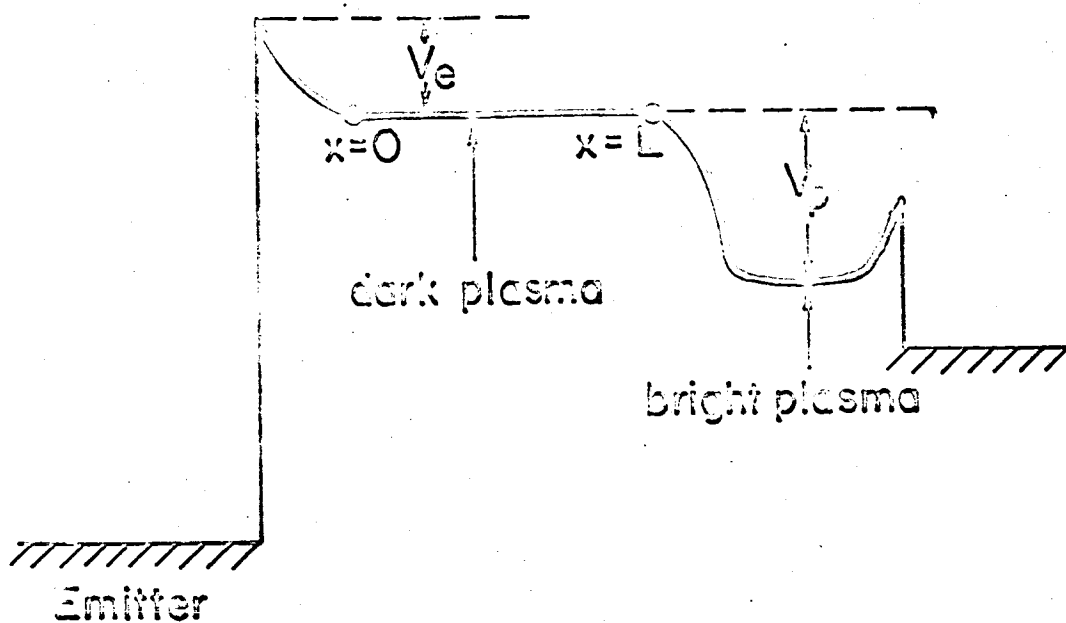 Ve
x=0
x=L
Vp
dark plasma
bright plasma
Emitter